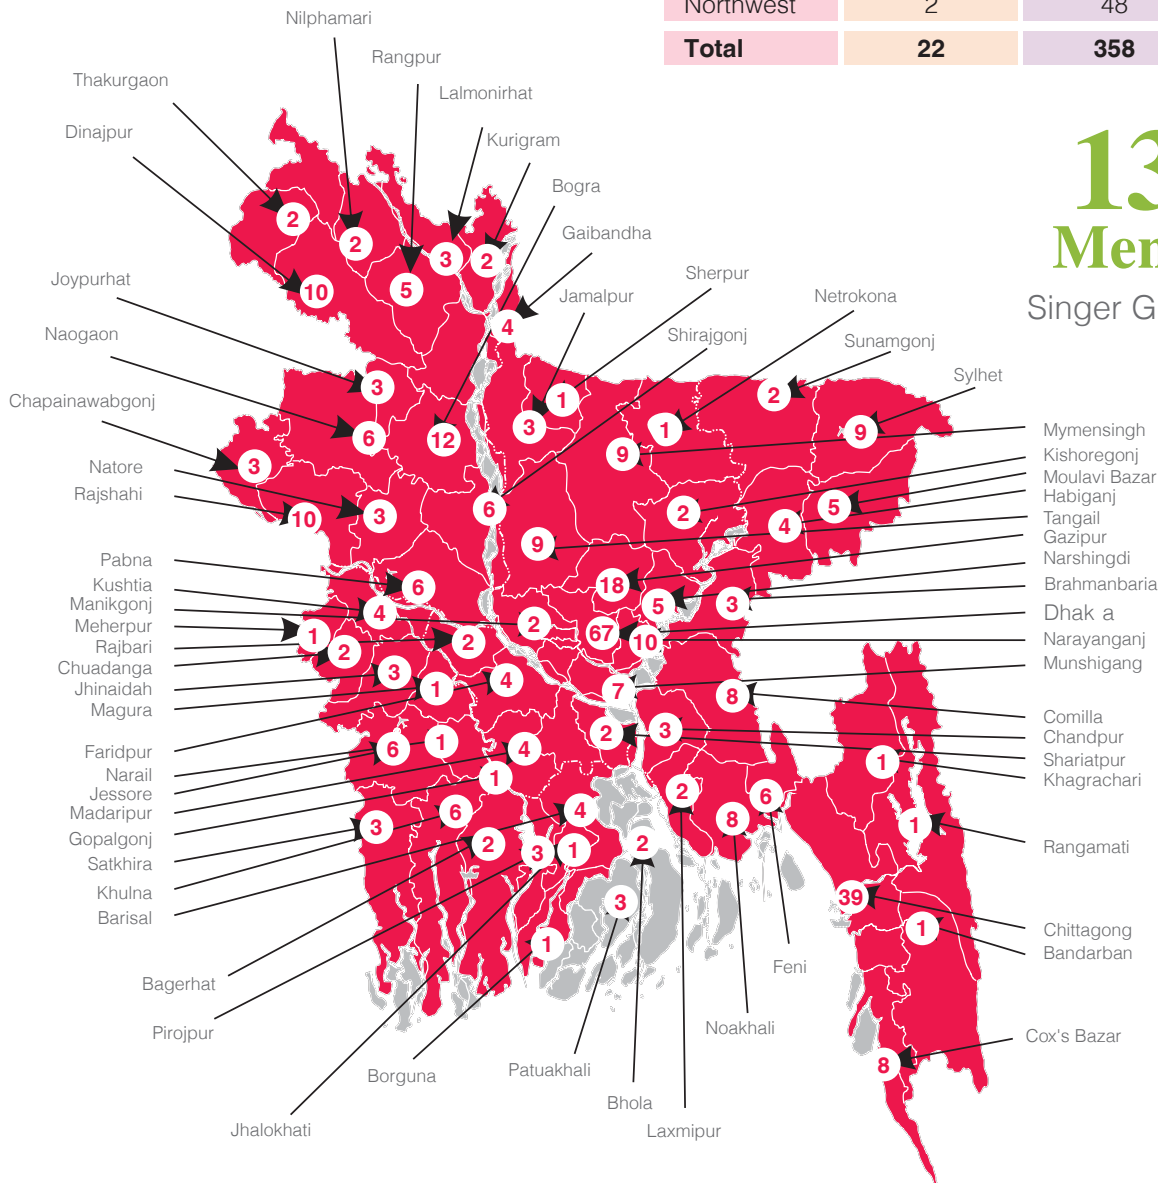 Northwest 2 48
Total 22 358
13
Men
Singer G
Nilphamari
Rangpur
Thakurgaon
Lalmonirhat
Dinajpur
Kurigram
Bogra
Gaibandha
Sherpur
Joypurhat
Jamalpur
Netrokona
Naogaon
Shirajgonj
Sunamgonj
Sylhet
Chapainawabgonj
Natore
Rajshahi
Mymensingh
Kishoregonj
Moulavi Bazar
Habiganj
Tangail
Gazipur
Narshingdi
Brahmanbaria
Dhak a
Narayanganj
Munshigang
Comilla
Chandpur
Shariatpur
Khagrachari
Rangamati
Chittagong
Bandarban
Cox's Bazar
Pabna
Kushtia
Manikgonj
Meherpur
Rajbari
Chuadanga
Jhinaidah
Magura
Faridpur
Narail
Jessore
Madaripur
Gopalgonj
Satkhira
Khulna
Barisal
Bagerhat
Pirojpur
Borguna
Jhalokhati
Patuakhali
Bhola
Laxmipur
Noakhali
Feni
2
2
3
2
10
5
4
3
1
2
3
1
6
12
9
9
3
10
3
6
2
4
5
9
6
18
4
2
5
3
1
2
2
67
10
3
1
4
7
8
6
1
4
2
3
1
1
3
6
4
2
8
6
1
2
3
1
2
3
39
1
1
8